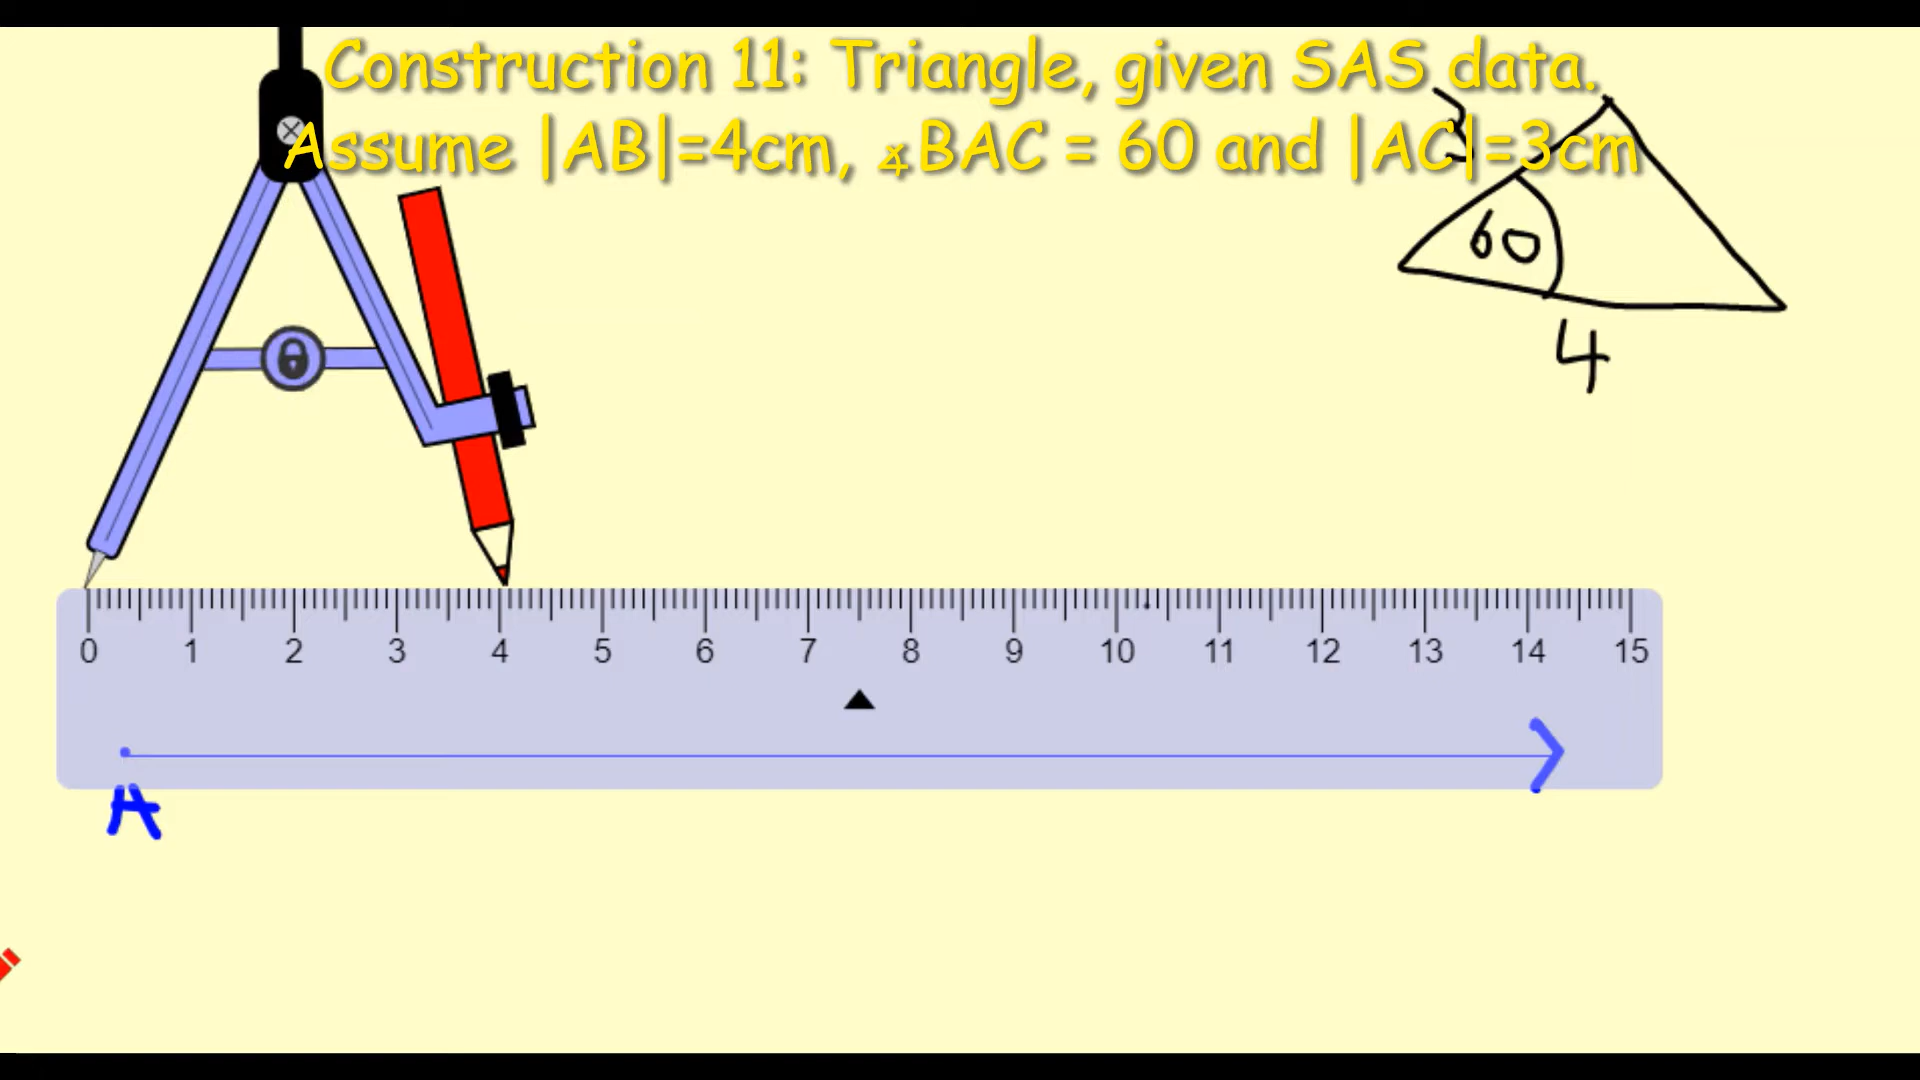 Construction 11: Triangle, given SAS data.
Assume |AB|=4cm, ∡BAC = 60 and |AC|=3cm
3
60
4
0 1 2 3 4 5 6 7 8 9 10 11 12 13 14 15
A